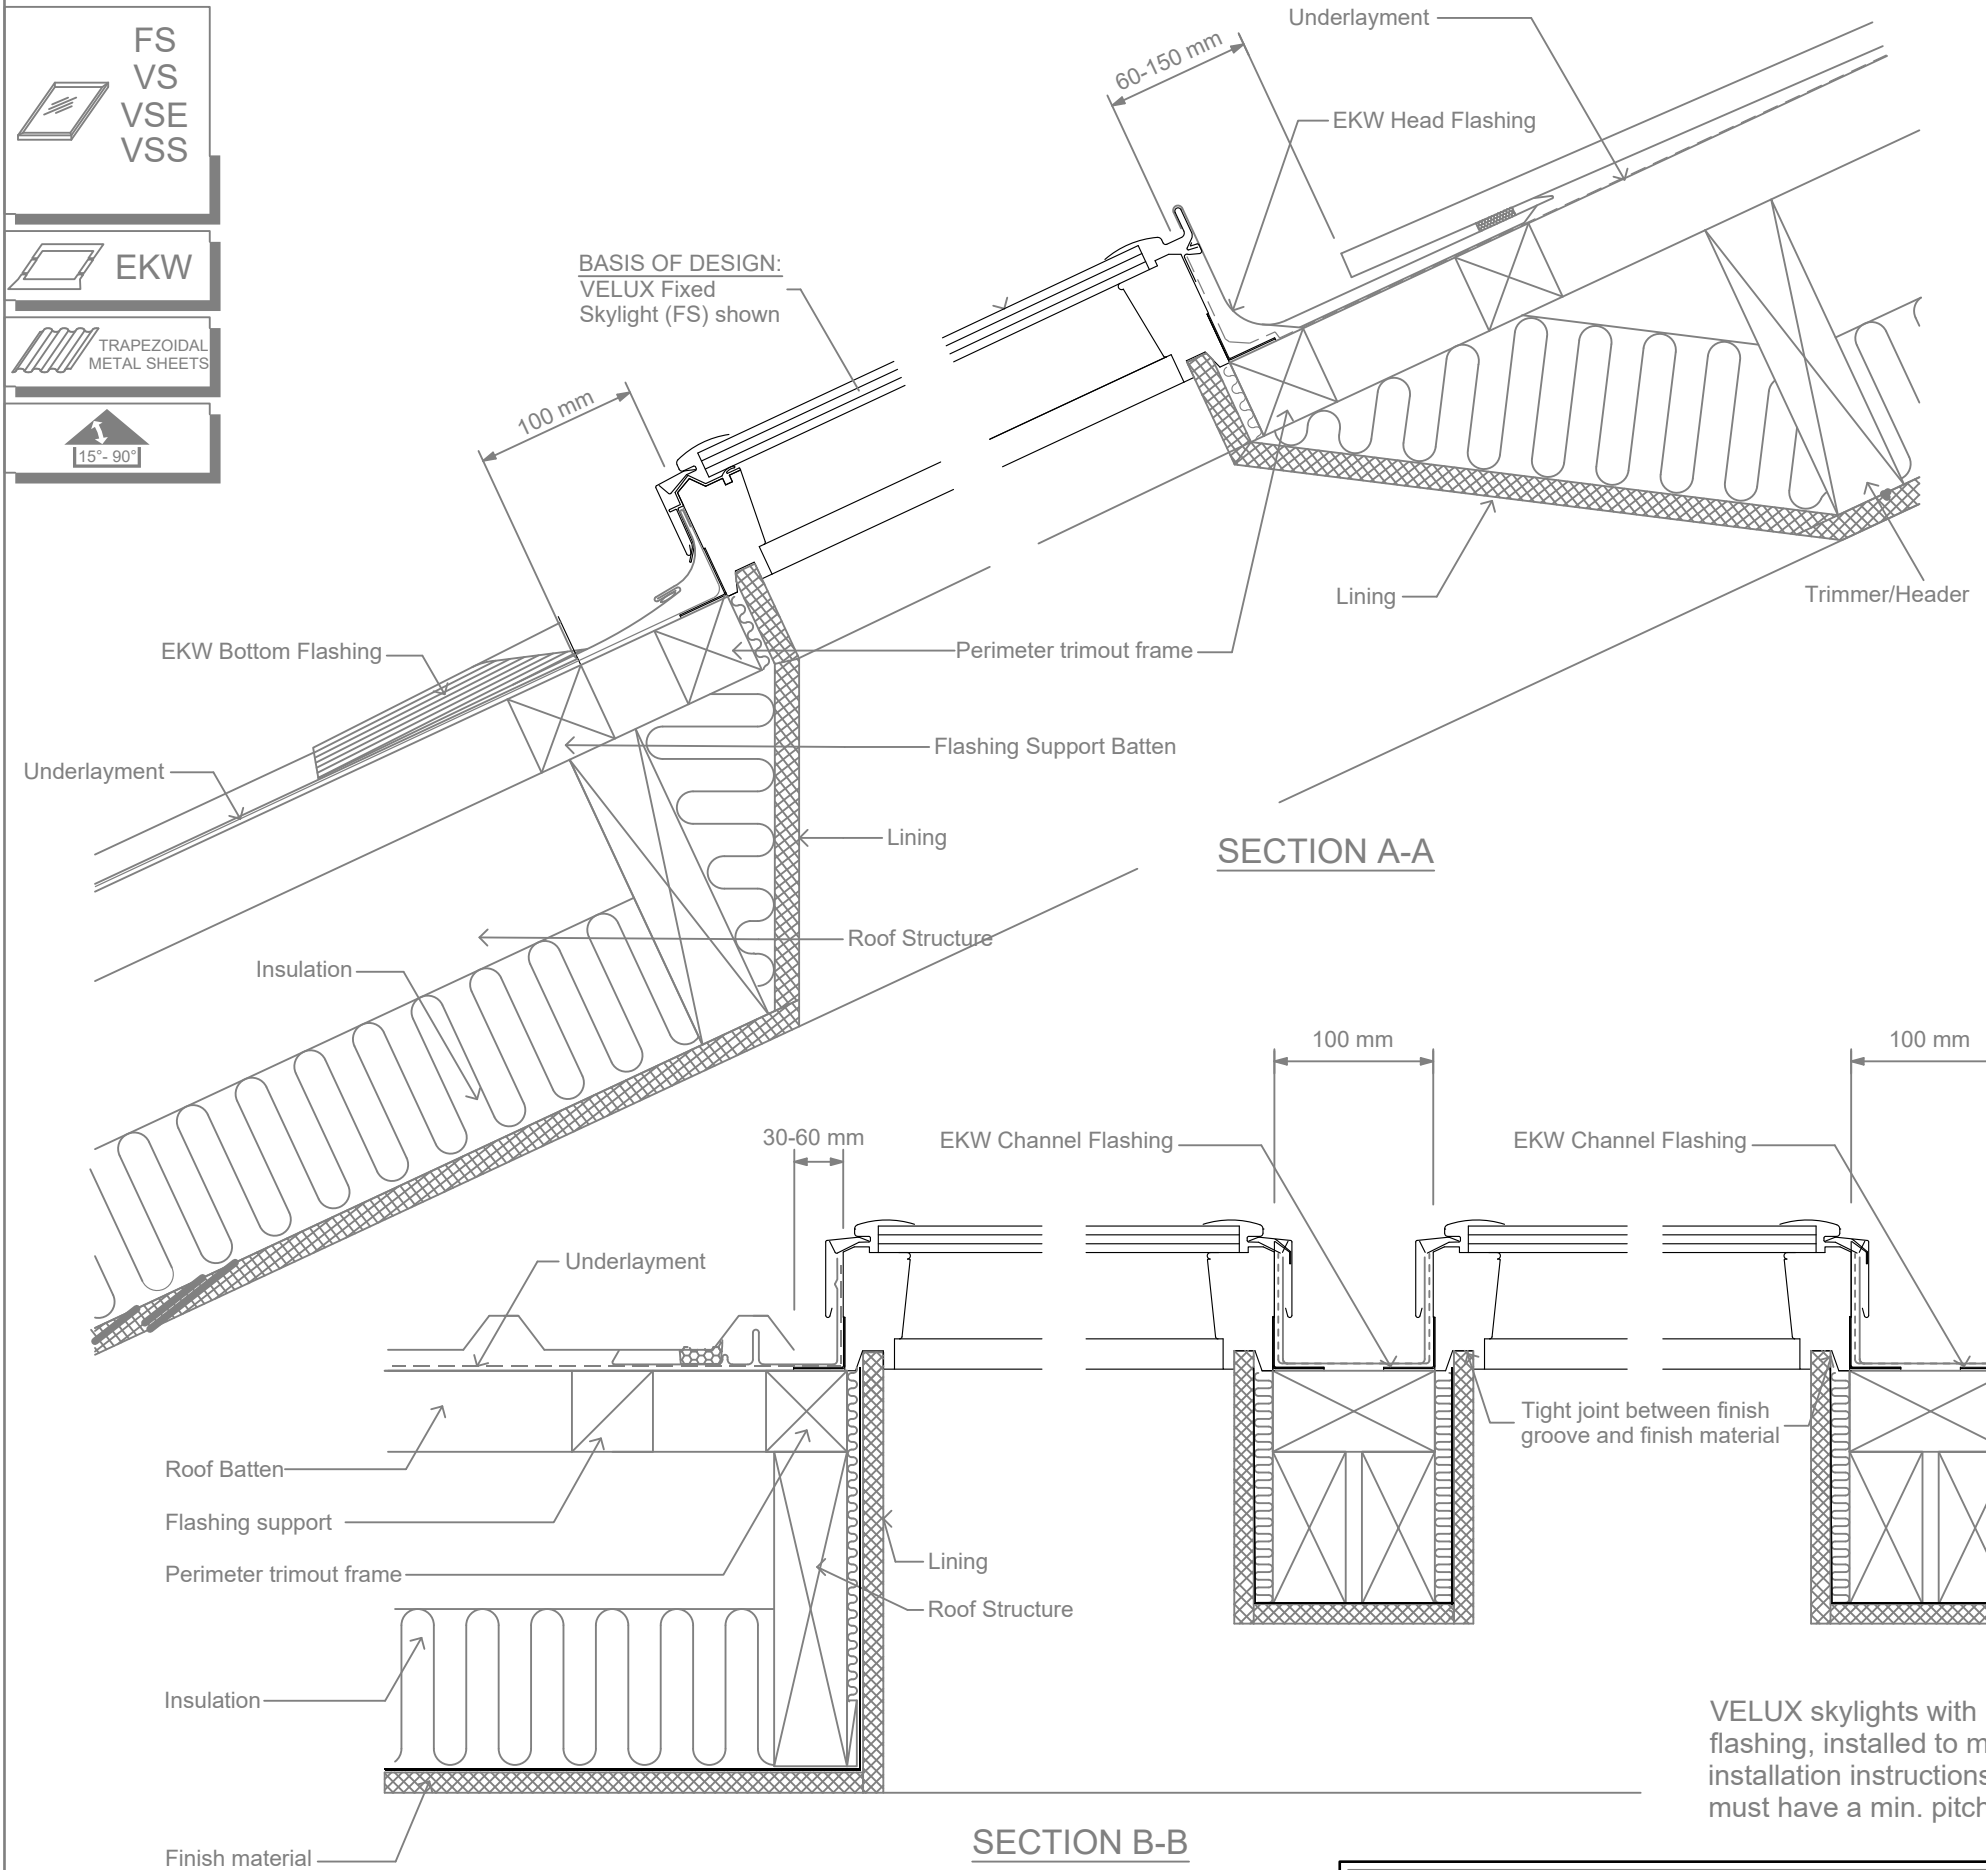 FS
VS
VSE
VSS
EKW
TRAPEZOIDAL
METAL SHEETS
15°- 90°
Underlayment
60-150 mm
EKW Head Flashing
BASIS OF DESIGN:
VELUX Fixed
Skylight (FS) shown
100 mm
Lining
Trimmer/Header
EKW Bottom Flashing
Perimeter trimout frame
Flashing Support Batten
Underlayment
Lining
SECTION A-A
Roof Structure
Insulation
100 mm
100 mm
30-60 mm
EKW Channel Flashing
EKW Channel Flashing
Underlayment
Tight joint between finish
groove and finish material
Roof Batten
Flashing support
Perimeter trimout frame
Lining
Roof Structure
Insulation
VELUX skylights with
flashing, installed to m
installation instructions
must have a min. pitch
SECTION B-B
Finish material